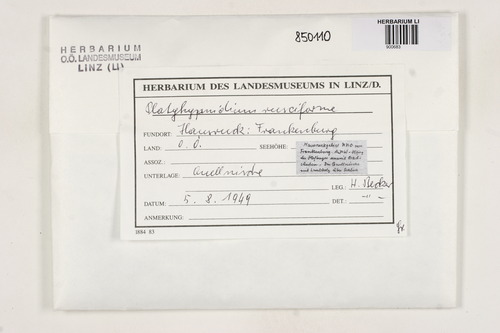 850110
HERBARIUM LI
HERBARIUM
O.Ö. LANDESMUSEUM
LINZ (LI)
HERBARIUM DES LANDESMUSEUMS IN LINZ/D.
Platyhypnidium rusciforme
FUNDORT: Hausruck: Frankenburg
LAND: O. Ö. SEEHÖHE:
ASSOZ.:
UNTERLAGE: Quellnische
LEG.: H. Becker
DATUM: 5. 8. 1949 DET.: -"-
ANMERKUNG:
1884 83